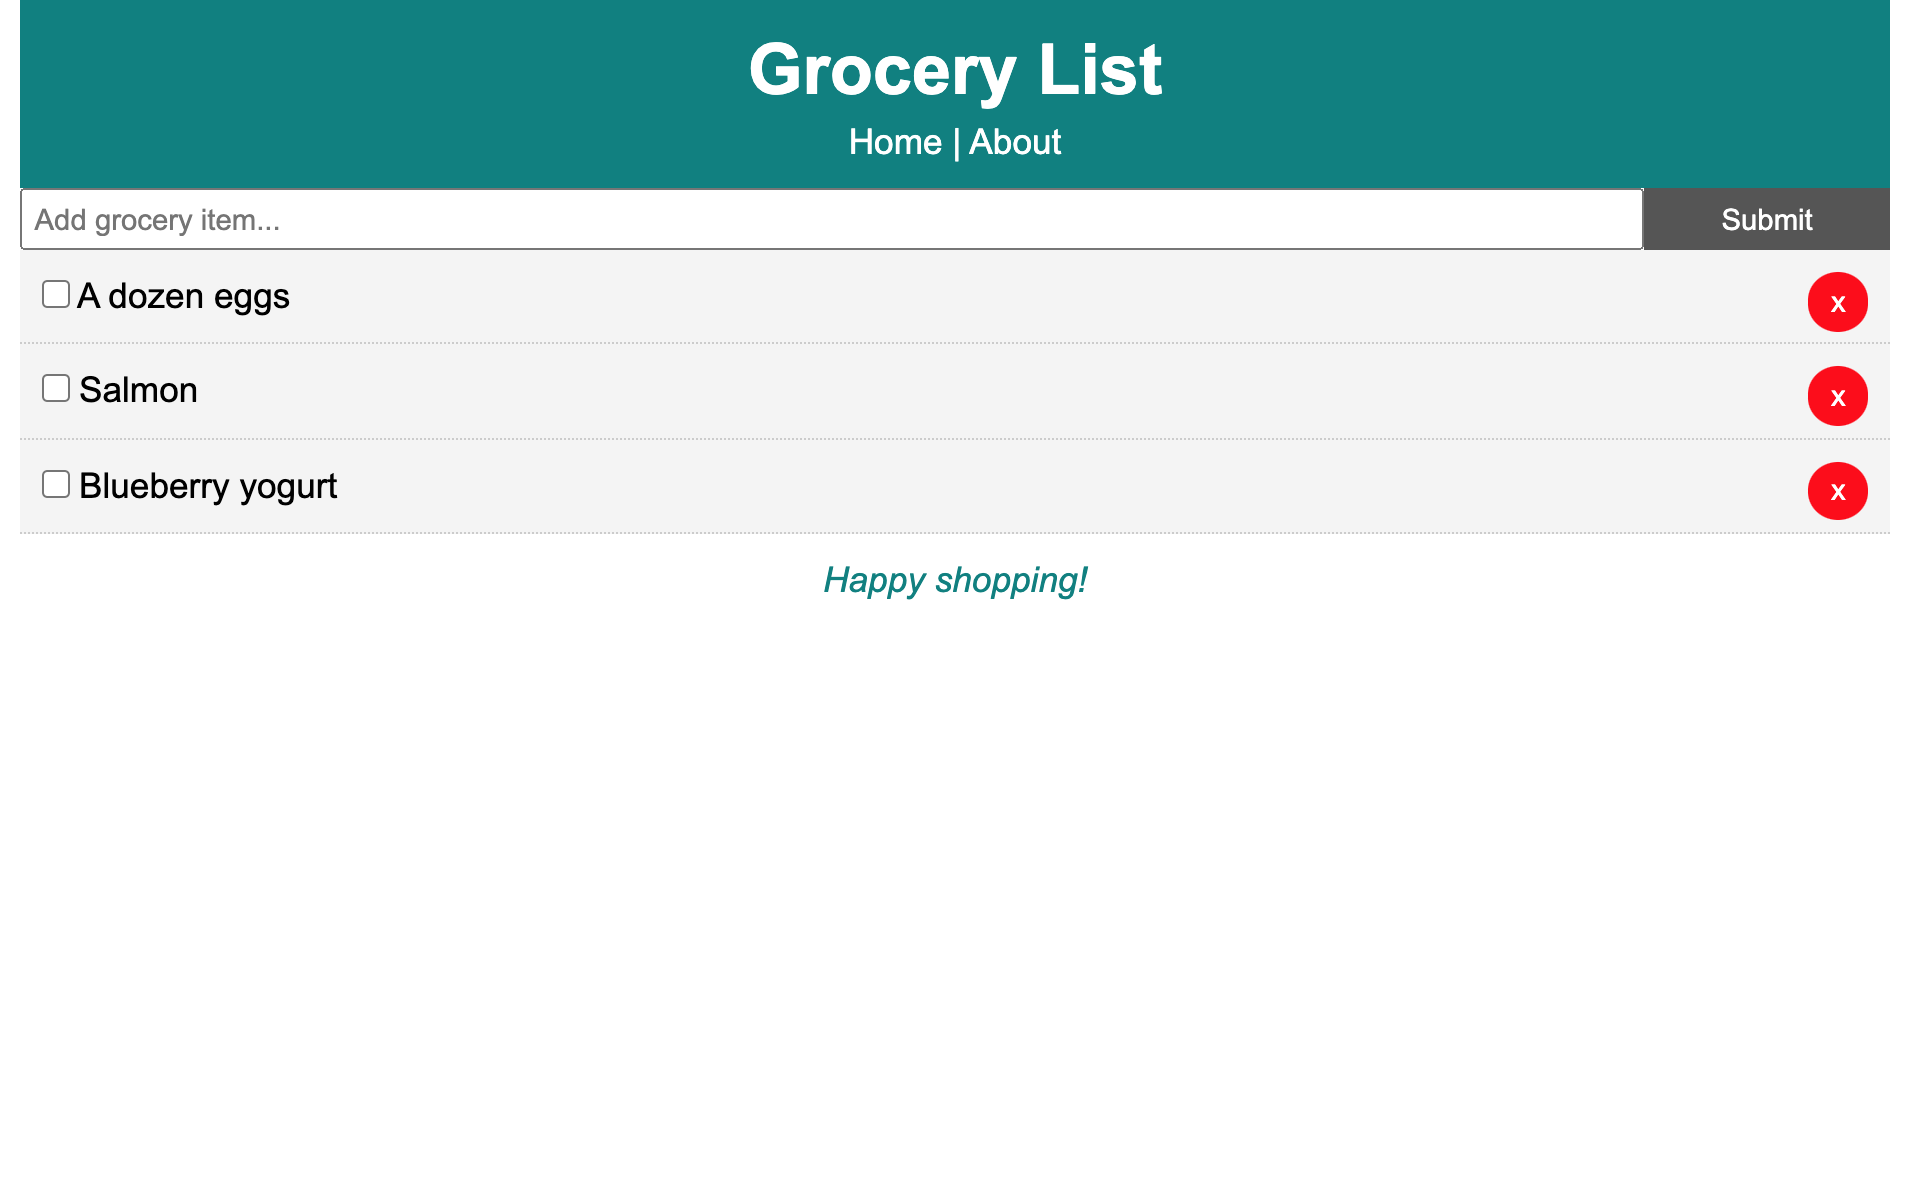 Grocery List
Home | About
Add grocery item... Submit
A dozen eggs x
Salmon x
Blueberry yogurt x
Happy shopping!